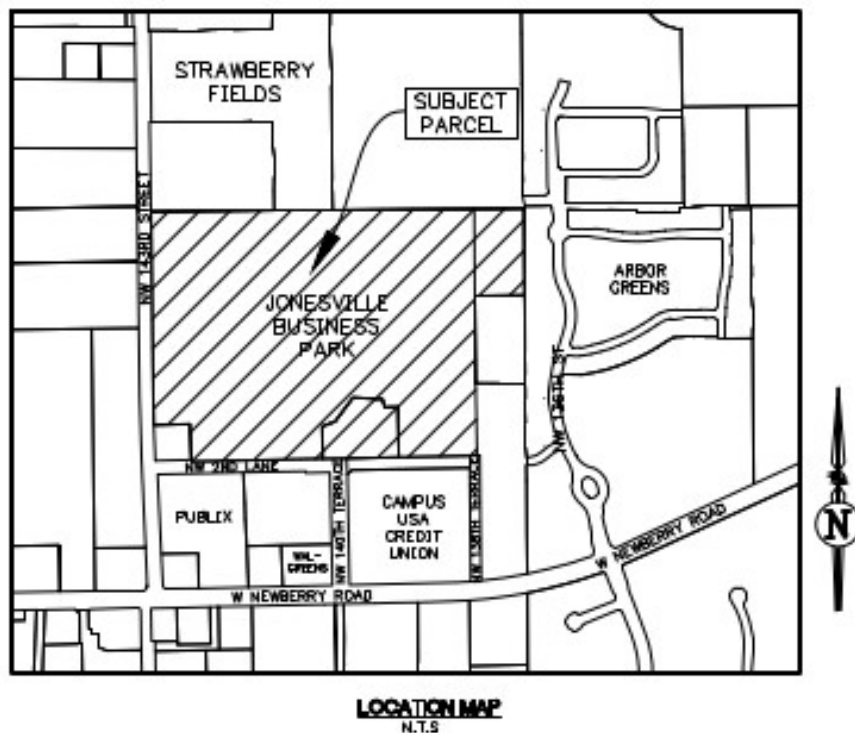 STRAWBERRY
FIELDS
SUBJECT
PARCEL
NW 143RD STREET
ARBOR
GREENS
JONESVILLE
BUSINESS
PARK
NW 136TH ST
NW 2ND LANE
PUBLIX
WAL-
GREENS
NW 140TH TERRACE
CAMPUS
USA
CREDIT
UNION
NW 138TH TERRACE
W NEWBERRY ROAD
W NEWBERRY ROAD
N
LOCATION MAP
N.T.S